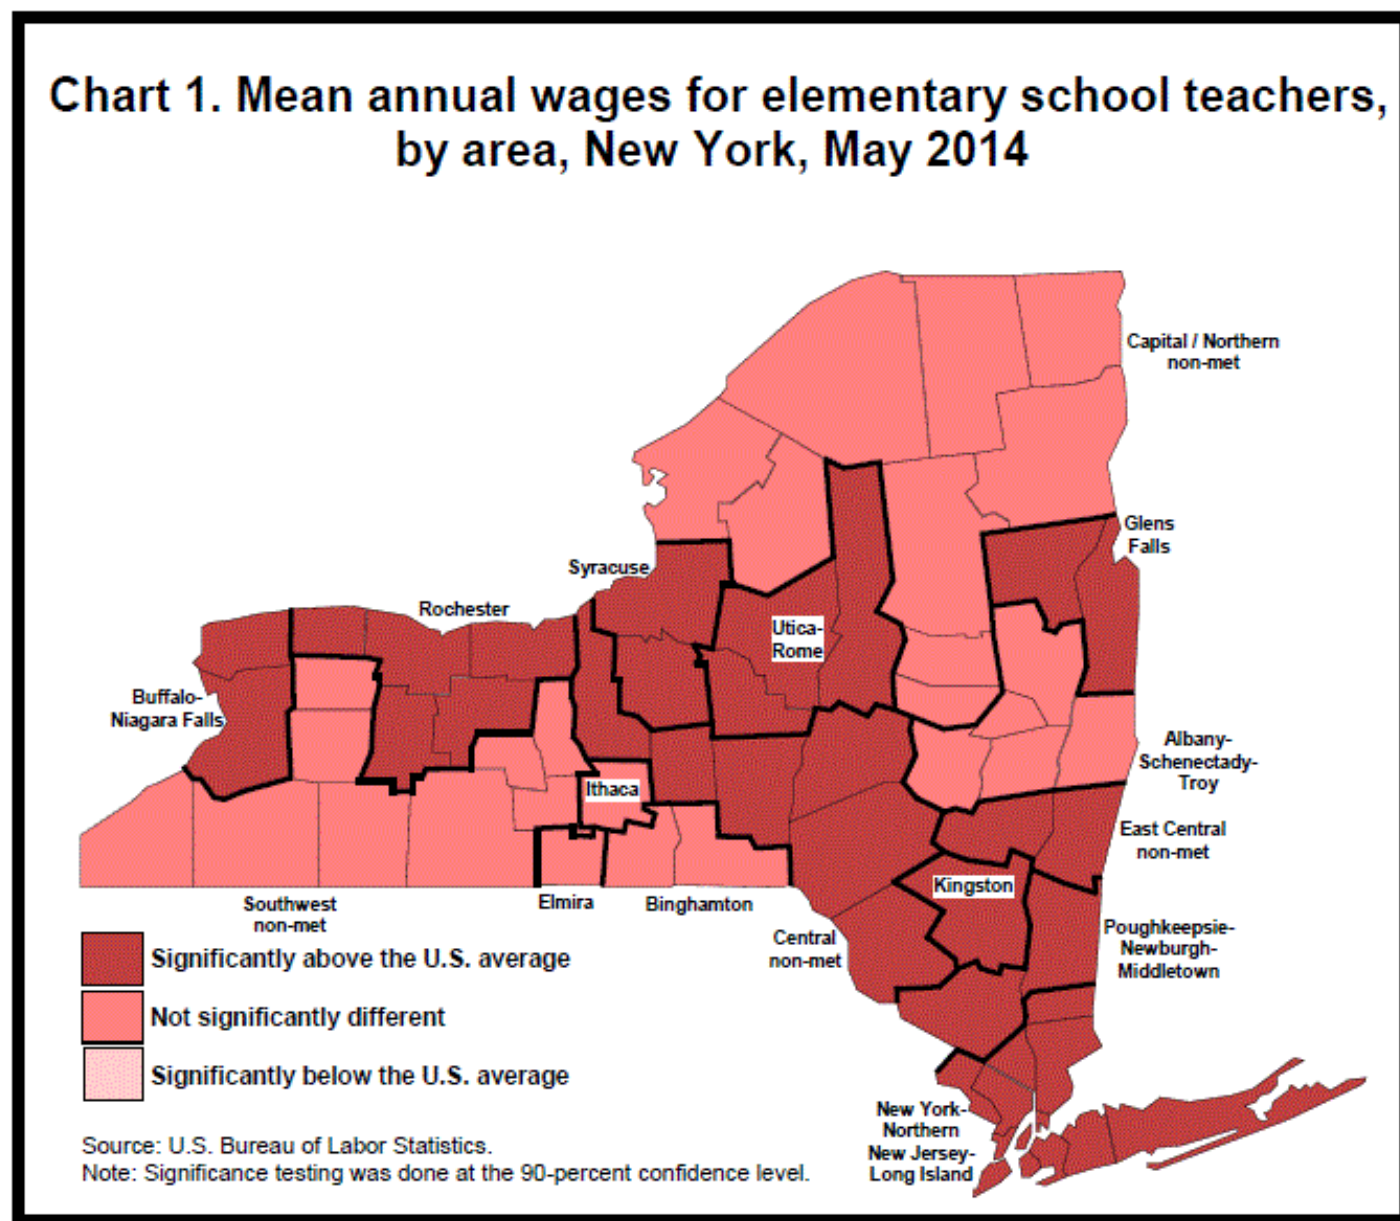 Chart 1. Mean annual wages for elementary school teachers,
by area, New York, May 2014
Capital / Northern
non-met
Glens
Falls
Syracuse
Rochester
Utica-
Rome
Buffalo-
Niagara Falls
Albany-
Schenectady-
Troy
Ithaca
East Central
non-met
Kingston
Southwest
non-met
Elmira
Binghamton
Central
non-met
Poughkeepsie-
Newburgh-
Middletown
Significantly above the U.S. average
Not significantly different
Significantly below the U.S. average
New York-
Northern
New Jersey-
Long Island
Source: U.S. Bureau of Labor Statistics.
Note: Significance testing was done at the 90-percent confidence level.